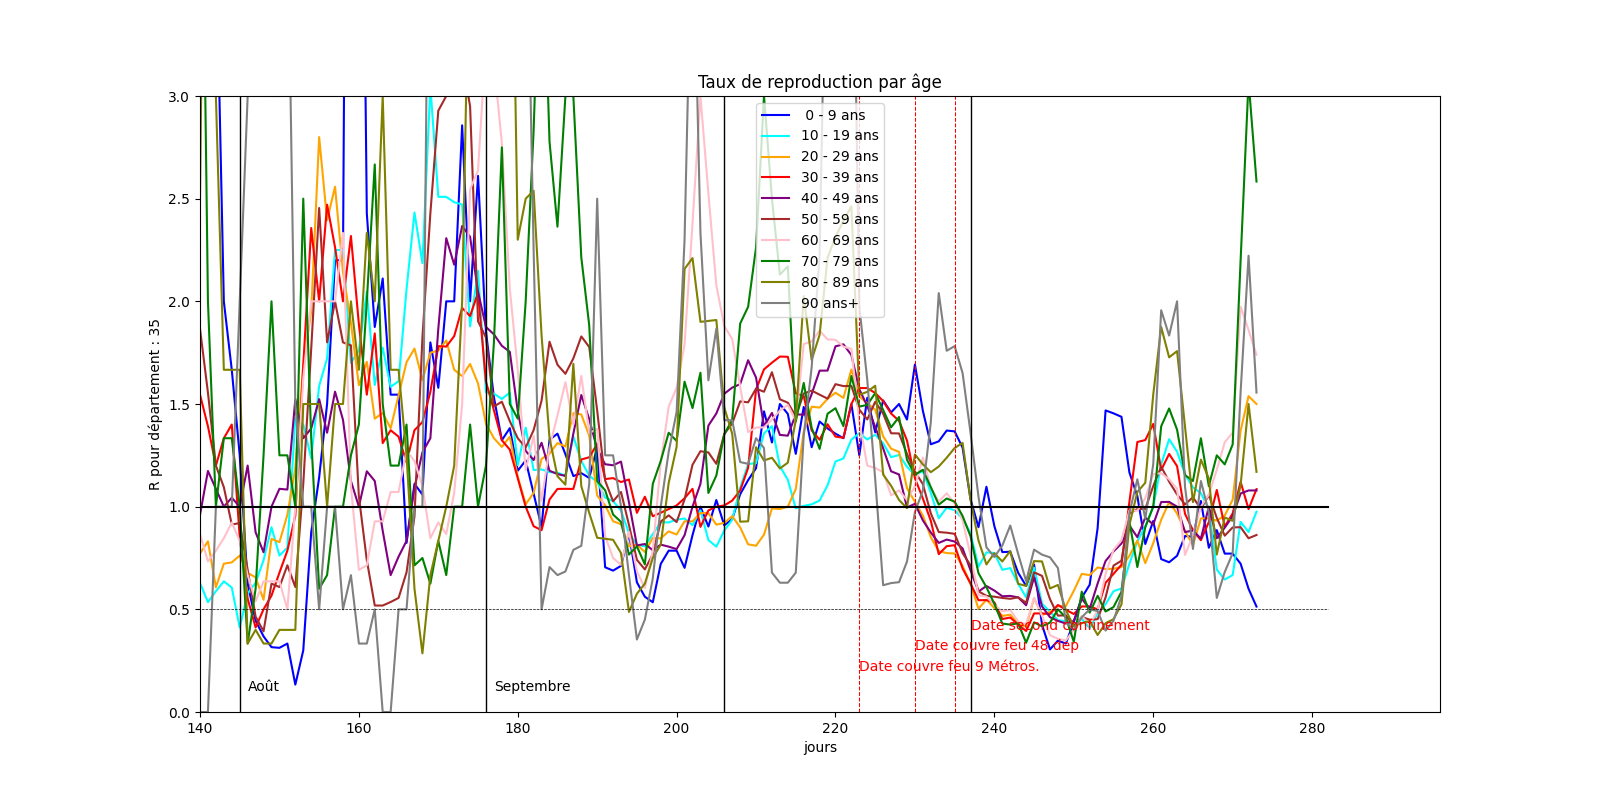 Taux de reproduction par âge
R pour département : 35
3.0
2.5
2.0
1.5
1.0
0.5
0.0
0 - 9 ans
10 - 19 ans
20 - 29 ans
30 - 39 ans
40 - 49 ans
50 - 59 ans
60 - 69 ans
70 - 79 ans
80 - 89 ans
90 ans+
Date second confinement
Date couvre feu 48 dép
Date couvre feu 9 Métros.
Août
Septembre
140
160
180
200
220
240
260
280
jours